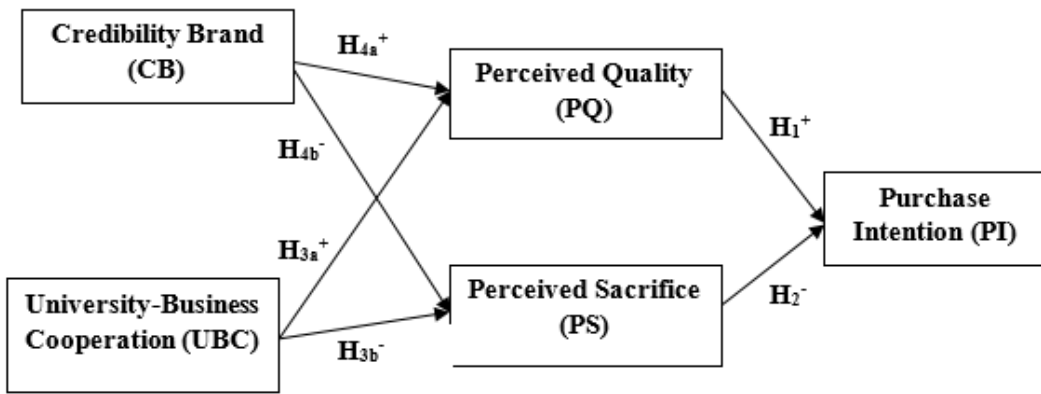 Credibility Brand
(CB)
H4a+
Perceived Quality
(PQ)
H1+
H4b-
Purchase
Intention (PI)
H3a+
University-Business
Cooperation (UBC)
Perceived Sacrifice
(PS)
H2-
H3b-